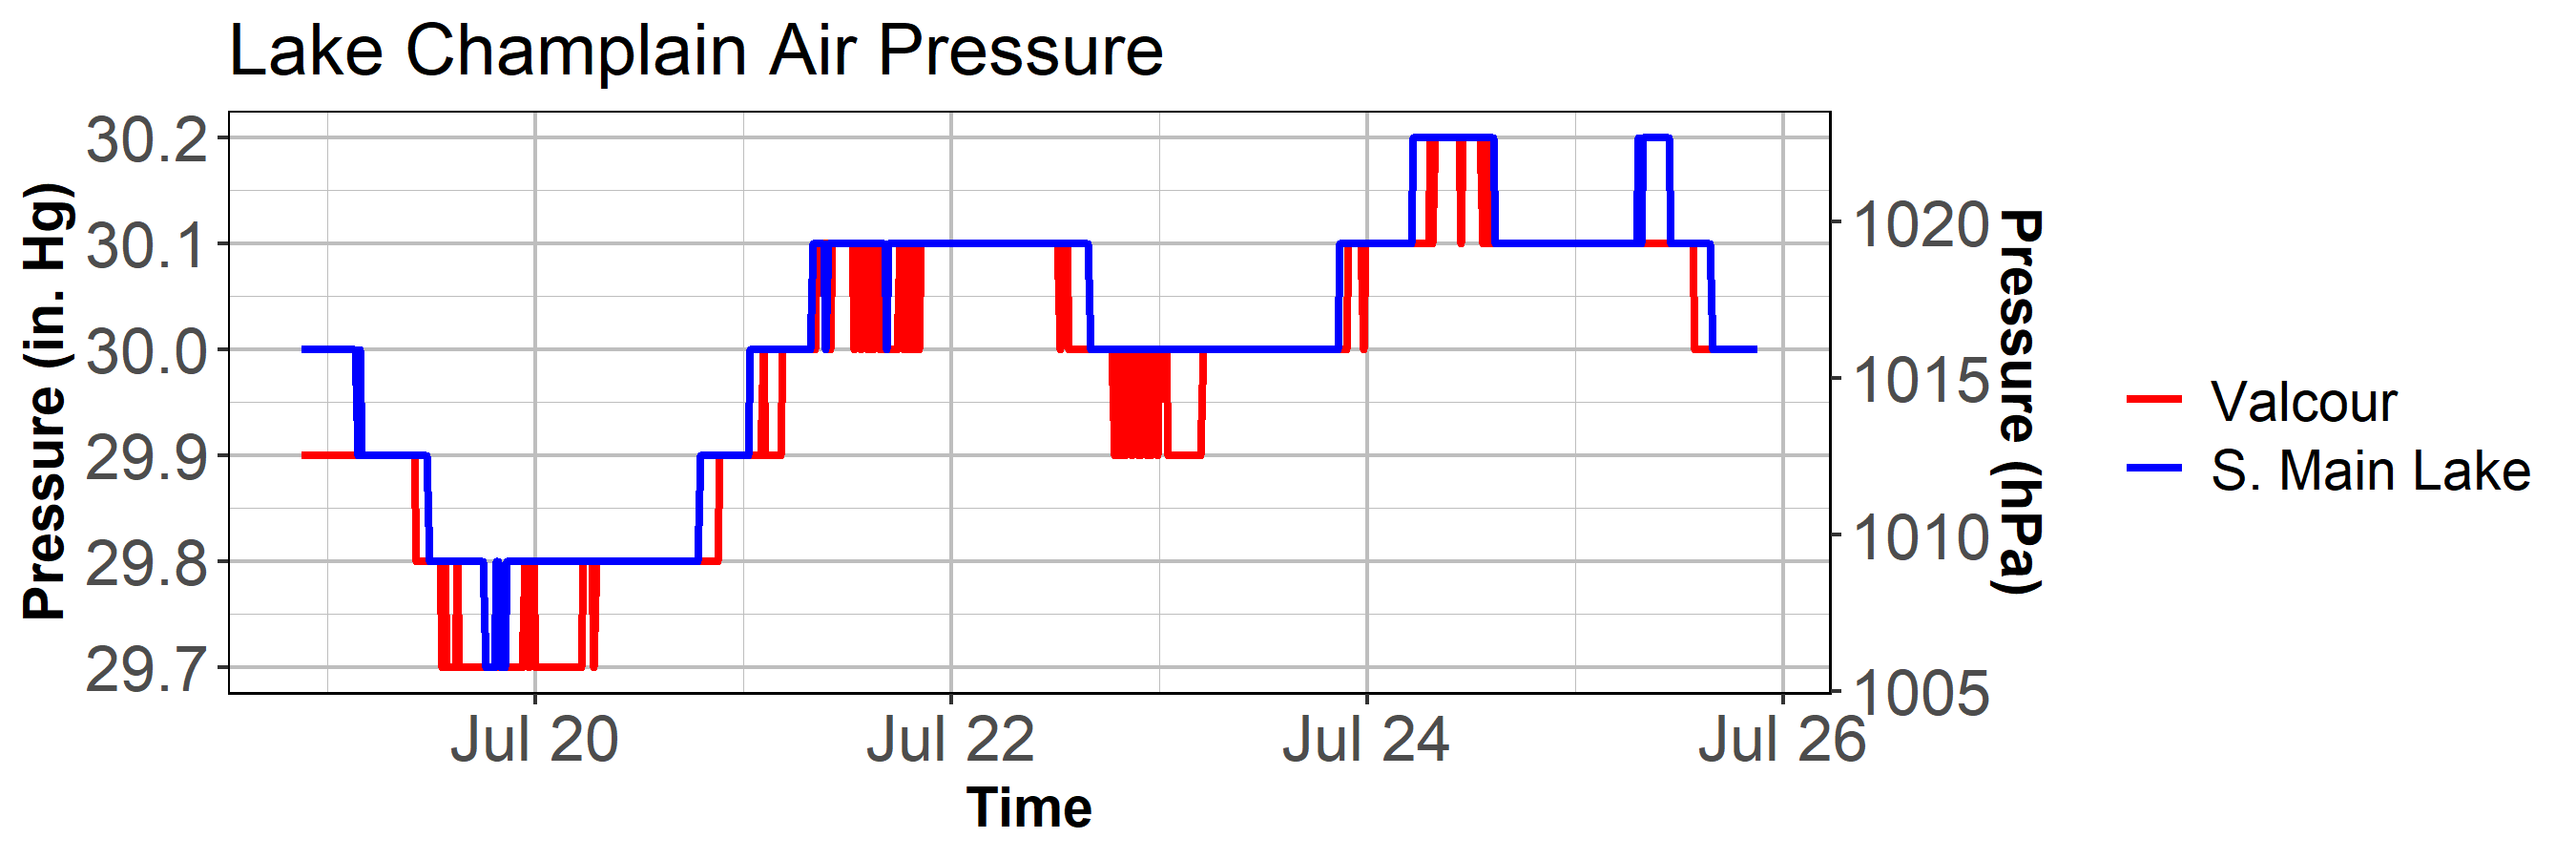 Lake Champlain Air Pressure
Pressure (in. Hg)
30.2
30.1
30.0
29.9
29.8
29.7
Jul 20 Jul 22 Jul 24 Jul 26
Time
1020
1015
1010
1005
Pressure (hPa)
Valcour
S. Main Lake